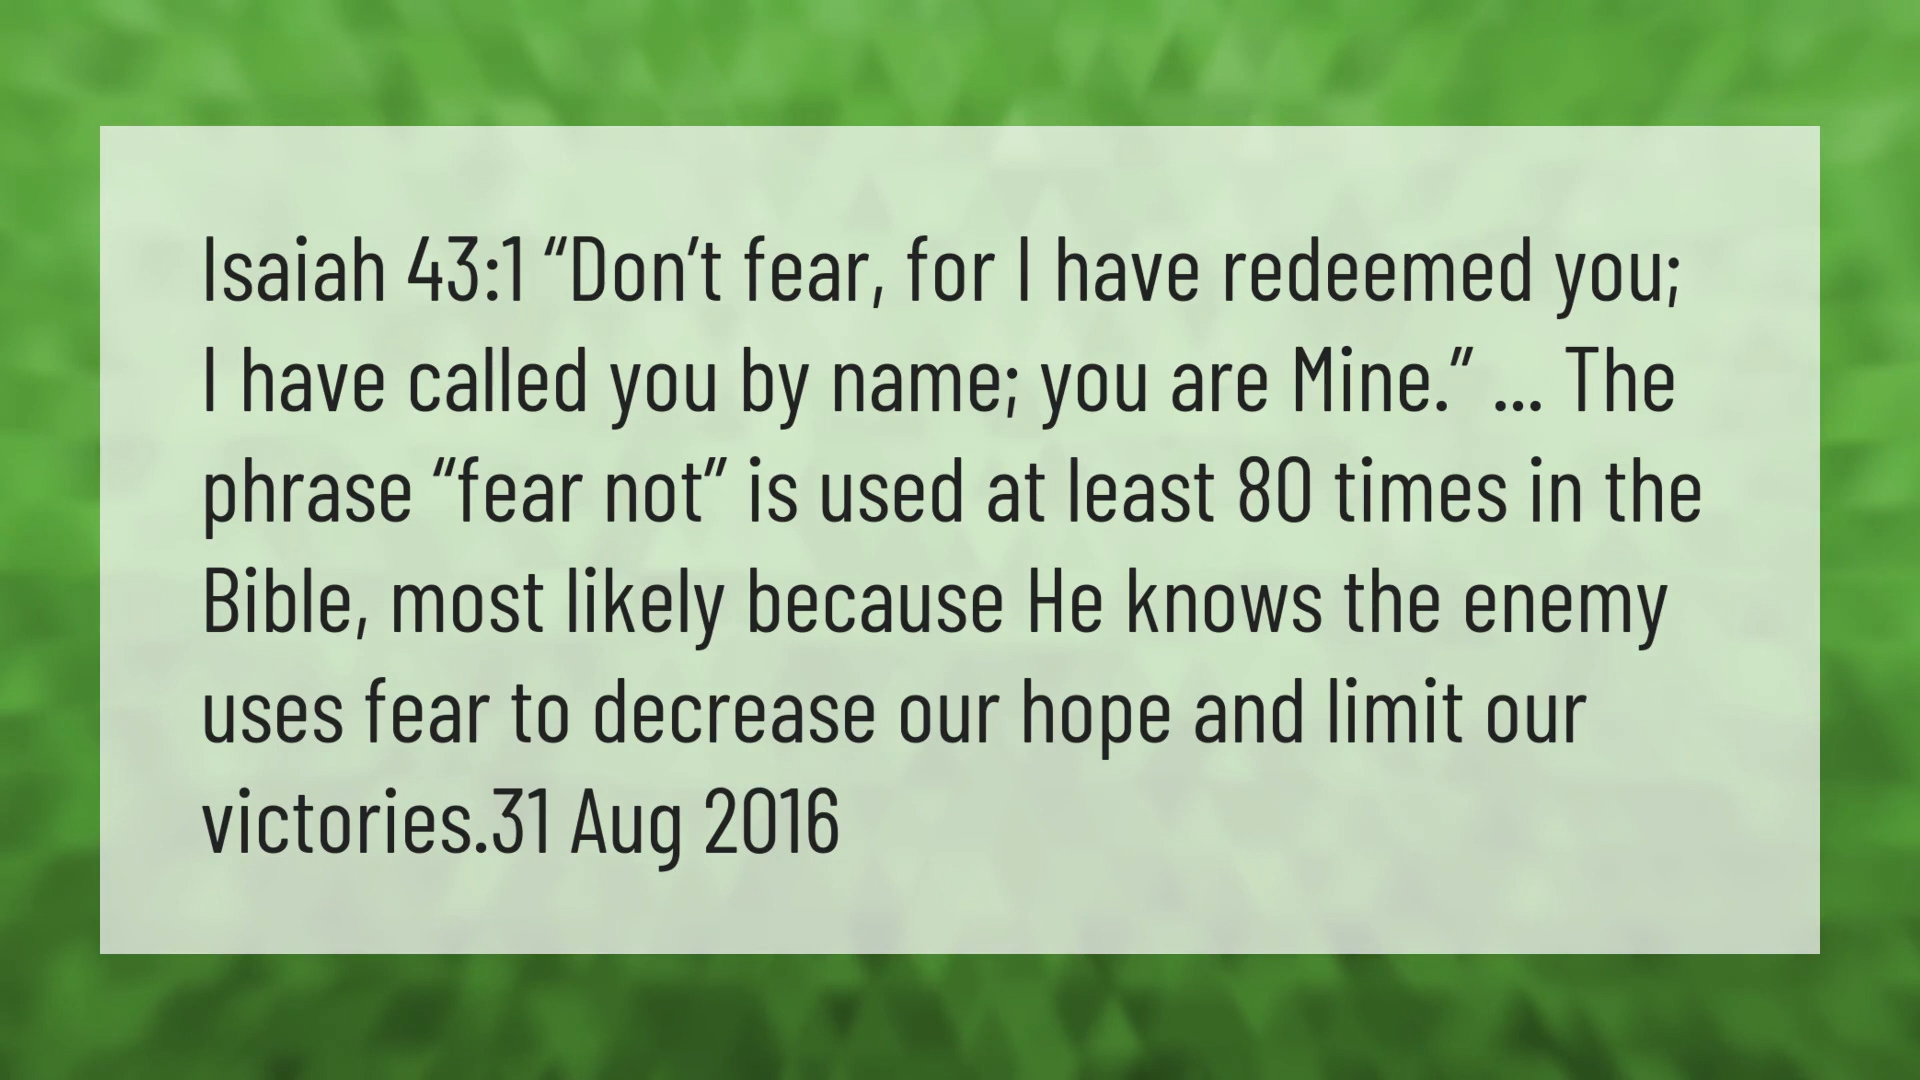 Isaiah 43:1 “Don’t fear, for I have redeemed you;
I have called you by name; you are Mine.” ... The
phrase “fear not” is used at least 80 times in the
Bible, most likely because He knows the enemy
uses fear to decrease our hope and limit our
victories.31 Aug 2016